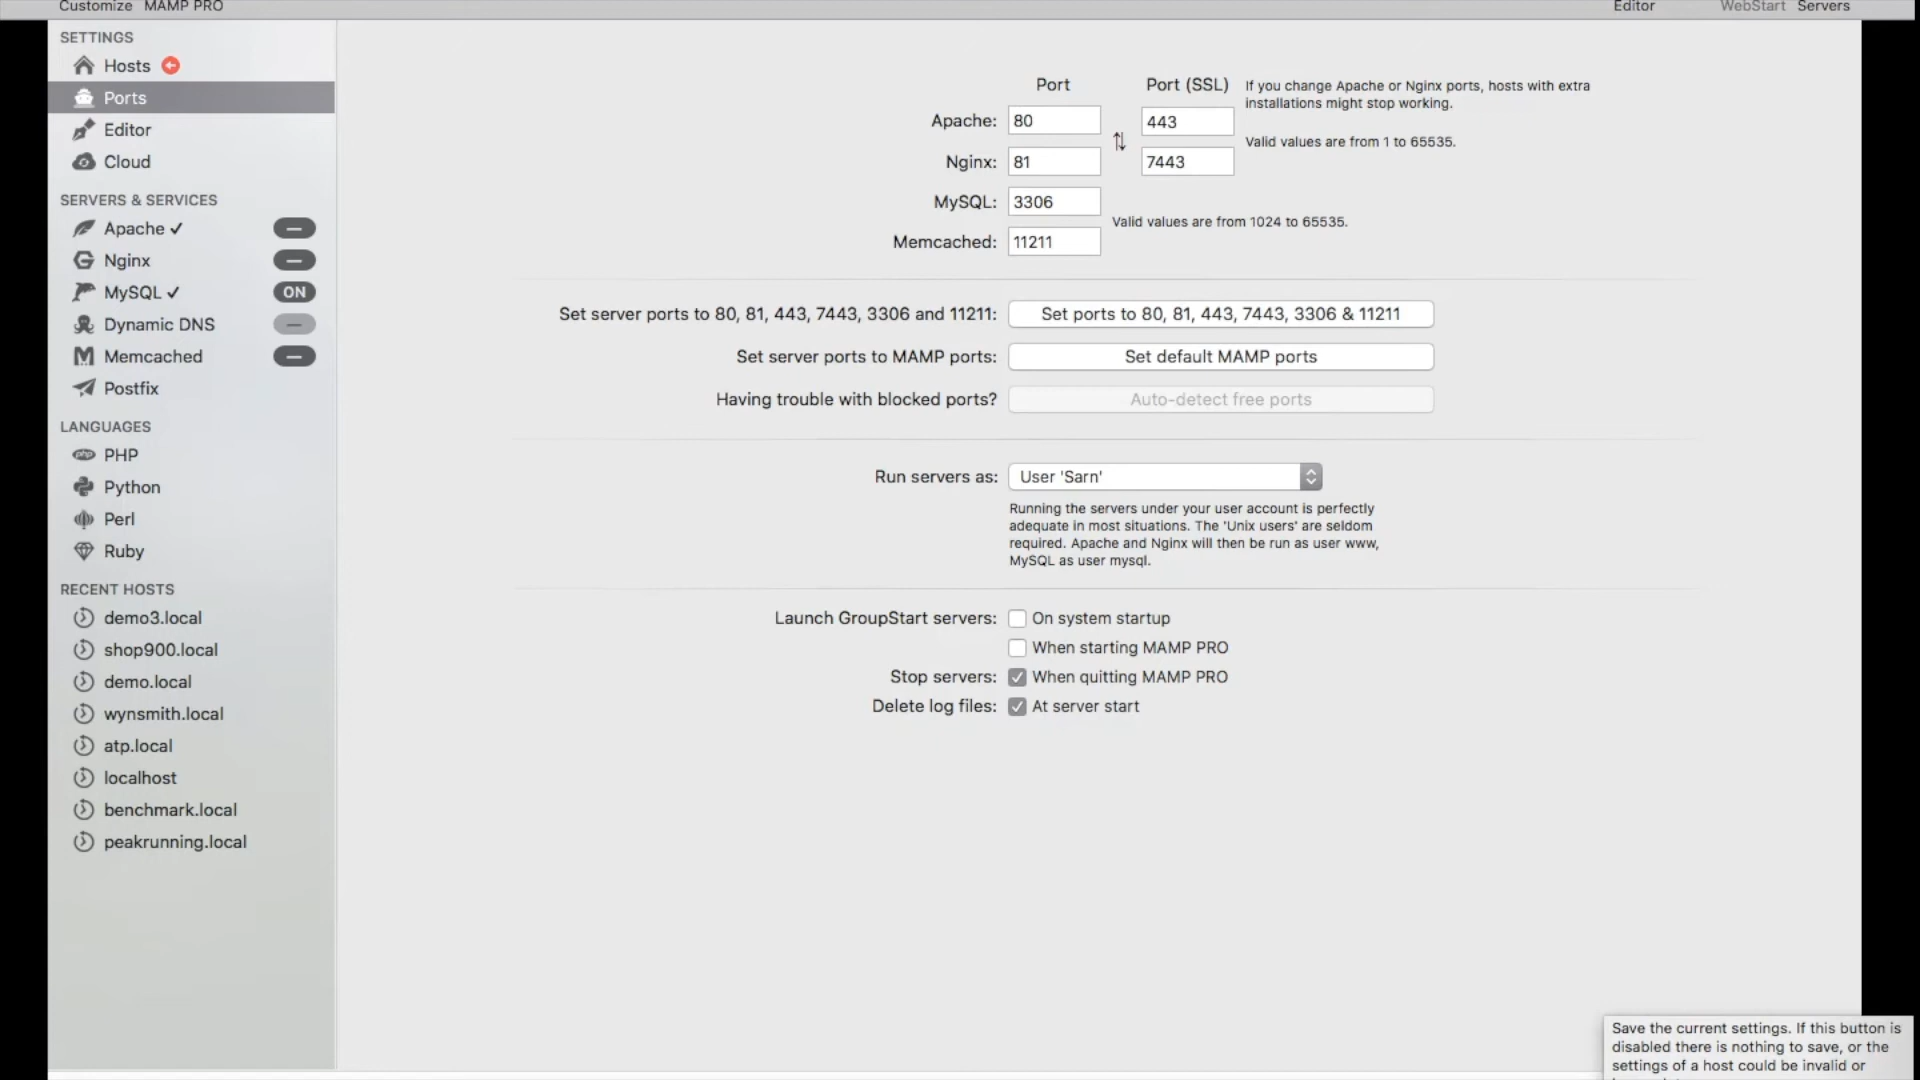 Customize MAMP PRO
Editor WebStart Servers
SETTINGS
Hosts
Ports
Editor
Cloud
SERVERS & SERVICES
Apache ✓
Nginx
MySQL ✓ ON
Dynamic DNS
Memcached
Postfix
LANGUAGES
PHP
Python
Perl
Ruby
RECENT HOSTS
demo3.local
shop900.local
demo.local
wynsmith.local
atp.local
localhost
benchmark.local
peakrunning.local
Port Port (SSL)
If you change Apache or Nginx ports, hosts with extra
installations might stop working.
Apache: 80 443
Valid values are from 1 to 65535.
Nginx: 81 7443
MySQL: 3306
Valid values are from 1024 to 65535.
Memcached: 11211
Set server ports to 80, 81, 443, 7443, 3306 and 11211: Set ports to 80, 81, 443, 7443, 3306 & 11211
Set server ports to MAMP ports: Set default MAMP ports
Having trouble with blocked ports? Auto-detect free ports
Run servers as: User 'Sarn'
Running the servers under your user account is perfectly
adequate in most situations. The 'Unix users' are seldom
required. Apache and Nginx will then be run as user www,
MySQL as user mysql.
Launch GroupStart servers: On system startup
When starting MAMP PRO
Stop servers: When quitting MAMP PRO
Delete log files: At server start
Save the current settings. If this button is
disabled there is nothing to save, or the
settings of a host could be invalid or